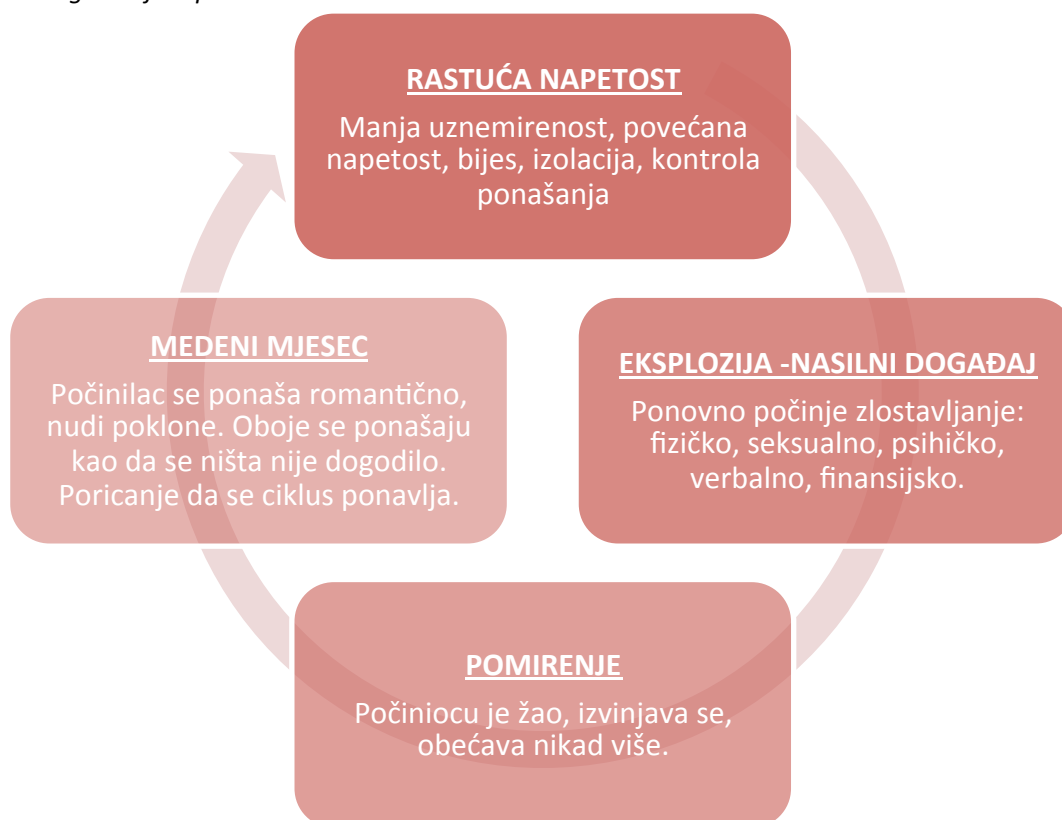 RASTUĆA NAPETOST
Manja uznemirenost, povećana
napetost, bijes, izolacija, kontrola
ponašanja
EKSPLOZIJA -NASILNI DOGAĐAJ
Ponovno počinje zlostavljanje:
fizičko, seksualno, psihičko,
verbalno, finansijsko.
POMIRENJE
Počiniocu je žao, izvinjava se,
obećava nikad više.
MEDENI MJESEC
Počinilac se ponaša romantično,
nudi poklone. Oboje se ponašaju
kao da se ništa nije dogodilo.
Poricanje da se ciklus ponavlja.